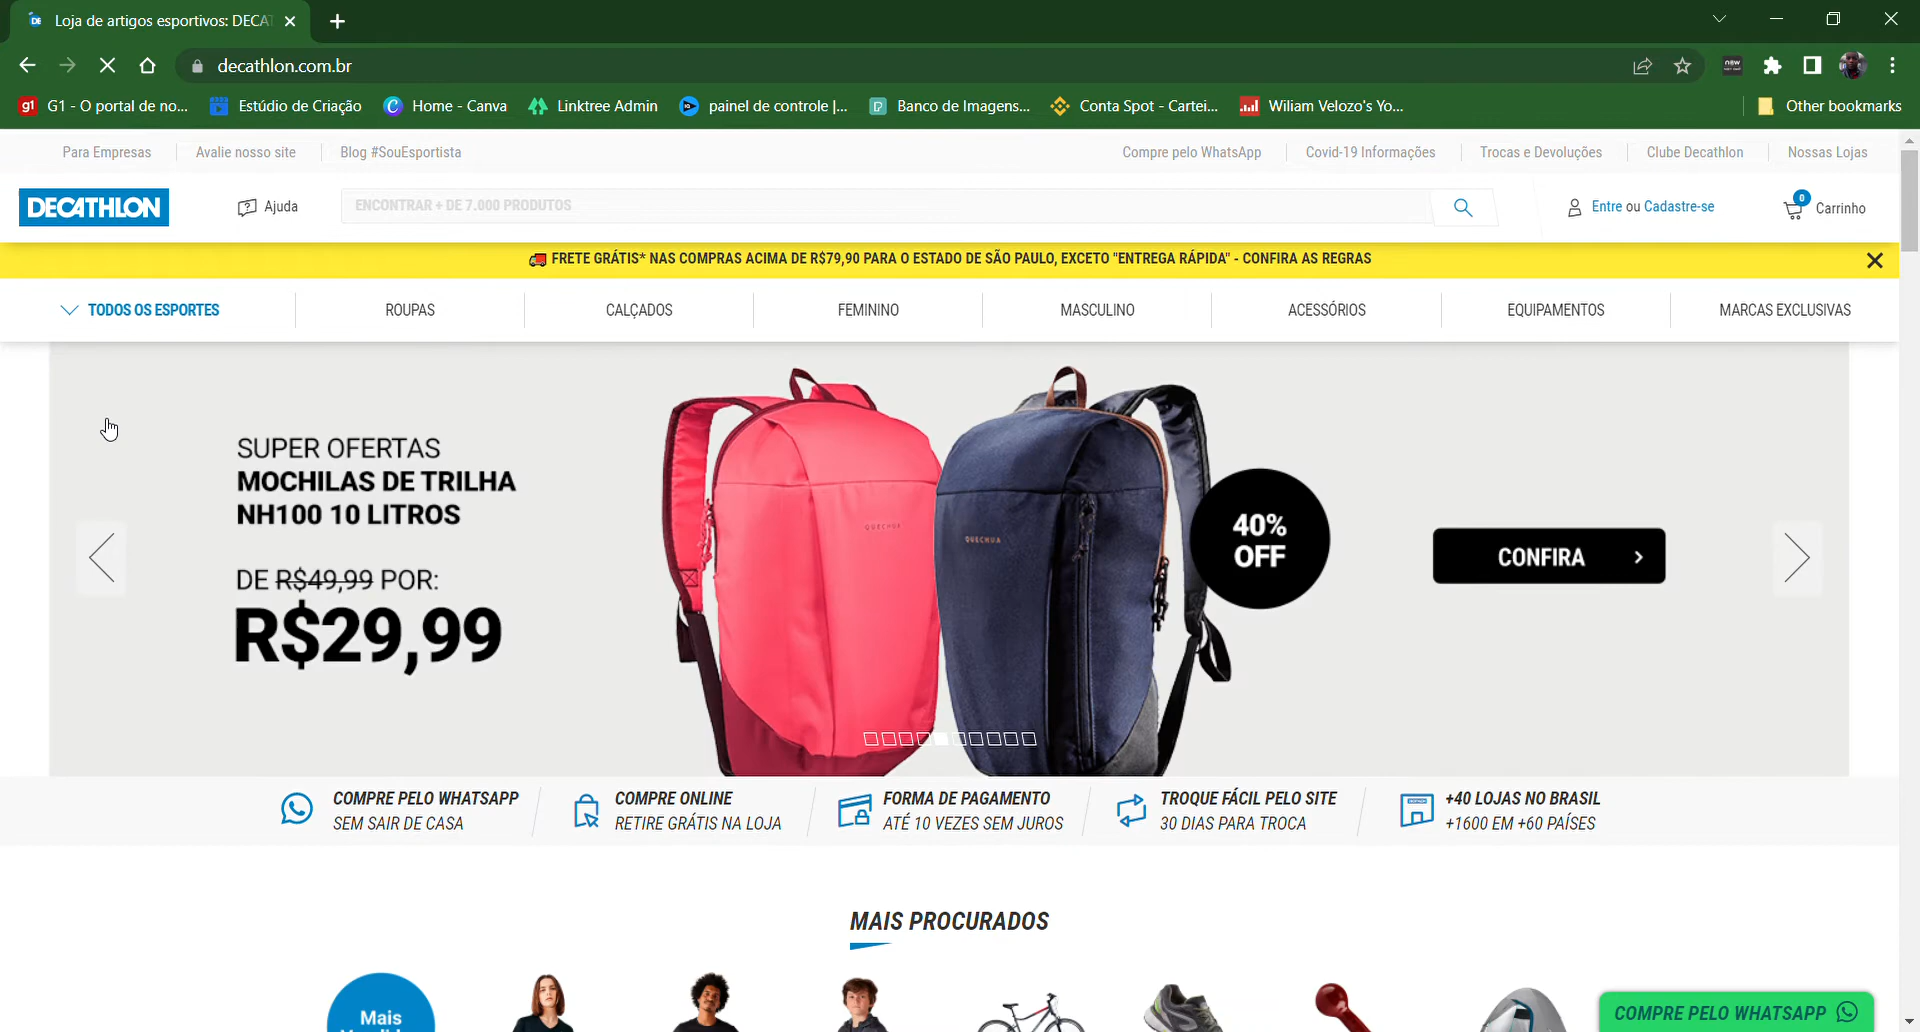 Loja de artigos esportivos: DECAT
decathlon.com.br
new
g1 G1 - O portal de no...
Estúdio de Criação
Home - Canva
Linktree Admin
painel de controle |...
Banco de Imagens...
Conta Spot - Cartei...
Wiliam Velozo's Yo...
Other bookmarks
Para Empresas
Avalie nosso site
Blog #SouEsportista
Compre pelo WhatsApp
Covid-19 Informações
Trocas e Devoluções
Clube Decathlon
Nossas Lojas
DECATHLON
Ajuda
ENCONTRAR + DE 7.000 PRODUTOS
Entre ou Cadastre-se
0
Carrinho
FRETE GRÁTIS* NAS COMPRAS ACIMA DE R$79,90 PARA O ESTADO DE SÃO PAULO, EXCETO "ENTREGA RÁPIDA" - CONFIRA AS REGRAS
TODOS OS ESPORTES
ROUPAS
CALÇADOS
FEMININO
MASCULINO
ACESSÓRIOS
EQUIPAMENTOS
MARCAS EXCLUSIVAS
SUPER OFERTAS
MOCHILAS DE TRILHA
NH100 10 LITROS
DE R$49,99 POR:
R$29,99
QUECHUA
QUECHUA
40%
OFF
CONFIRA
COMPRE PELO WHATSAPP
SEM SAIR DE CASA
COMPRE ONLINE
RETIRE GRÁTIS NA LOJA
FORMA DE PAGAMENTO
ATÉ 10 VEZES SEM JUROS
TROQUE FÁCIL PELO SITE
30 DIAS PARA TROCA
+40 LOJAS NO BRASIL
+1600 EM +60 PAÍSES
MAIS PROCURADOS
Mais
COMPRE PELO WHATSAPP